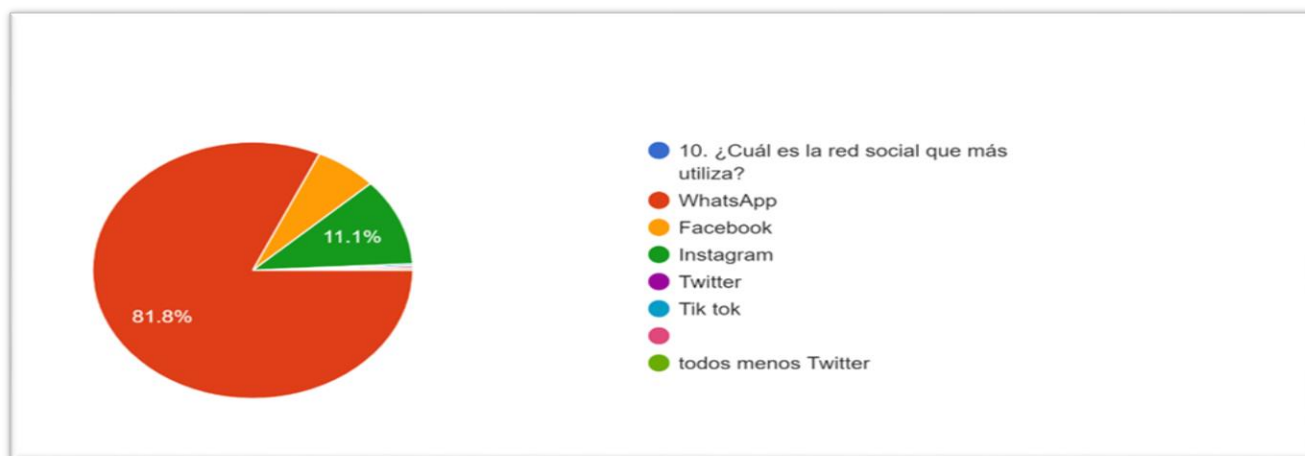 11.1%
81.8%
10. ¿Cuál es la red social que más
utiliza?
WhatsApp
Facebook
Instagram
Twitter
Tik tok
todos menos Twitter